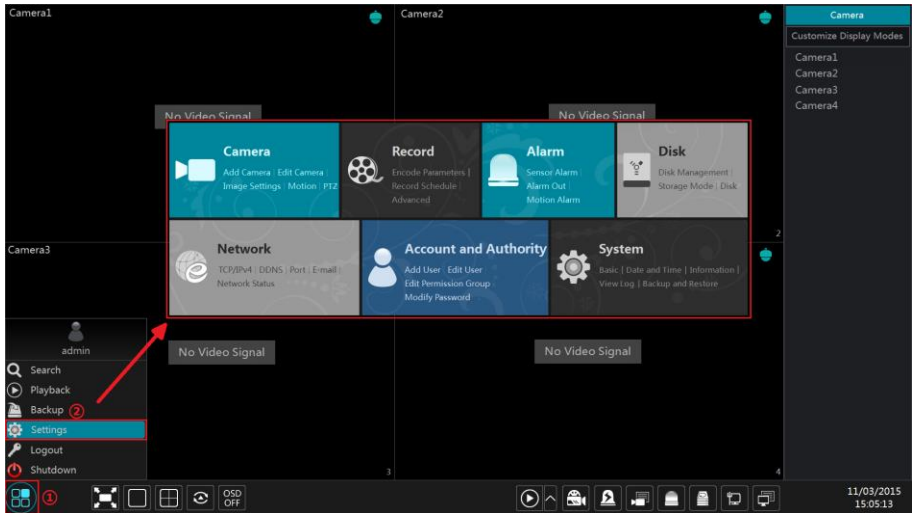 Camera1
Camera2
Camera
Customize Display Modes
Camera1
Camera2
Camera3
Camera4
No Video Signal
No Video Signal
Camera
Add Camera | Edit Camera |
Image Settings | Motion | PTZ
Record
Encode Parameters |
Record Schedule |
Advanced
Alarm
Sensor Alarm |
Alarm Out |
Motion Alarm
Disk
Disk Management |
Storage Mode | Disk
2
Camera3
Network
TCP/IPv4 | DDNS | Port | E-mail |
Network Status
Account and Authority
Add User | Edit User
Edit Permission Group
Modify Password
System
Basic | Date and Time | Information |
View Log | Backup and Restore
admin
No Video Signal
No Video Signal
Search
Playback
Backup ②
Settings
Logout
Shutdown
3
4
①
OSD
OFF
11/03/2015
15:05:13